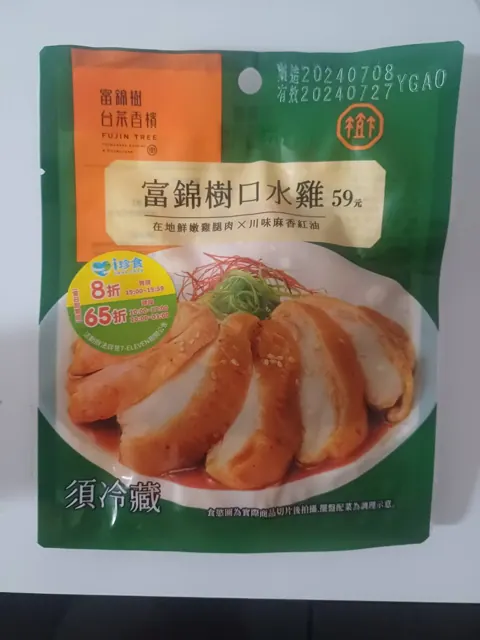 製造20240708
有效20240727YGAO
富錦樹
台菜香檳
FUJIN TREE
富錦樹口水雞 59元
在地鮮嫩雞腿肉×川味麻香紅油
i珍食
8折
65折
須冷藏
食感圖為實際商品切片後拍攝,擺盤配菜為調理示意。